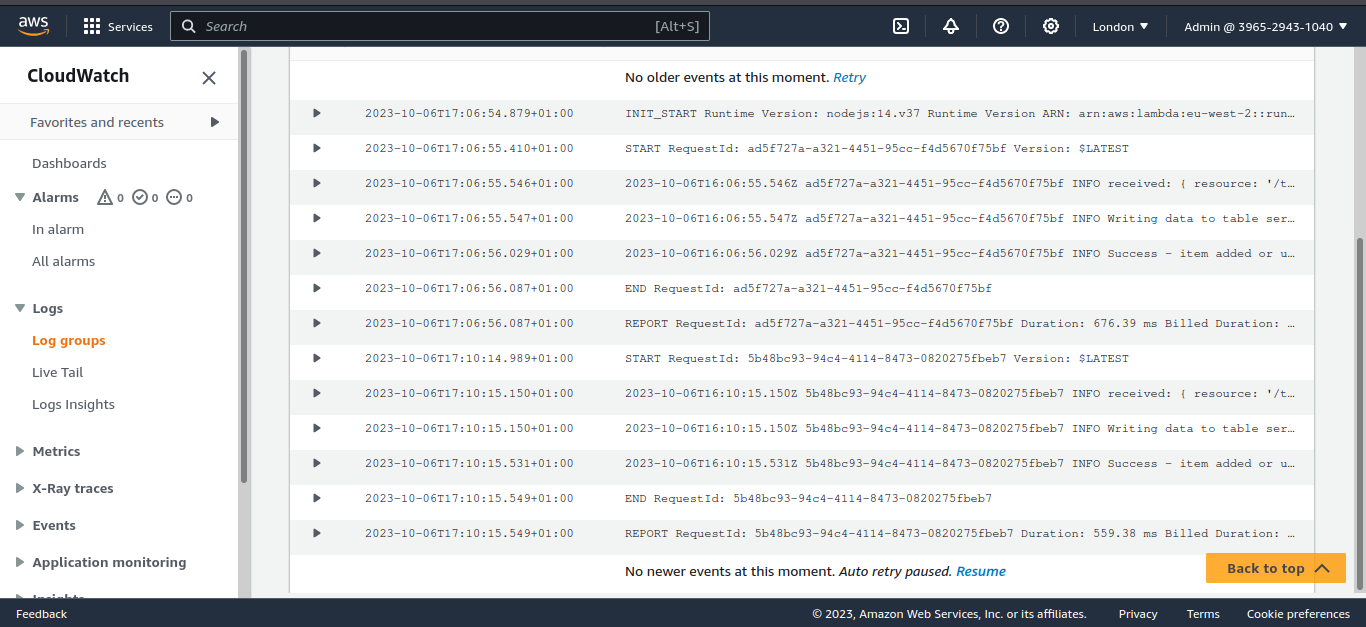 aws
Services
Search [Alt+S]
London
Admin @ 3965-2943-1040
CloudWatch
Favorites and recents
Dashboards
Alarms 0 0 0
In alarm
All alarms
Logs
Log groups
Live Tail
Logs Insights
Metrics
X-Ray traces
Events
Application monitoring
Insights
No older events at this moment. Retry
2023-10-06T17:06:54.879+01:00 INIT_START Runtime Version: nodejs:14.v37 Runtime Version ARN: arn:aws:lambda:eu-west-2::run…
2023-10-06T17:06:55.410+01:00 START RequestId: ad5f727a-a321-4451-95cc-f4d5670f75bf Version: $LATEST
2023-10-06T17:06:55.546+01:00 2023-10-06T16:06:55.546Z ad5f727a-a321-4451-95cc-f4d5670f75bf INFO received: { resource: '/t…
2023-10-06T17:06:55.547+01:00 2023-10-06T16:06:55.547Z ad5f727a-a321-4451-95cc-f4d5670f75bf INFO Writing data to table ser…
2023-10-06T17:06:56.029+01:00 2023-10-06T16:06:56.029Z ad5f727a-a321-4451-95cc-f4d5670f75bf INFO Success - item added or u…
2023-10-06T17:06:56.087+01:00 END RequestId: ad5f727a-a321-4451-95cc-f4d5670f75bf
2023-10-06T17:06:56.087+01:00 REPORT RequestId: ad5f727a-a321-4451-95cc-f4d5670f75bf Duration: 676.39 ms Billed Duration: …
2023-10-06T17:10:14.989+01:00 START RequestId: 5b48bc93-94c4-4114-8473-0820275fbeb7 Version: $LATEST
2023-10-06T17:10:15.150+01:00 2023-10-06T16:10:15.150Z 5b48bc93-94c4-4114-8473-0820275fbeb7 INFO received: { resource: '/t…
2023-10-06T17:10:15.150+01:00 2023-10-06T16:10:15.150Z 5b48bc93-94c4-4114-8473-0820275fbeb7 INFO Writing data to table ser…
2023-10-06T17:10:15.531+01:00 2023-10-06T16:10:15.531Z 5b48bc93-94c4-4114-8473-0820275fbeb7 INFO Success - item added or u…
2023-10-06T17:10:15.549+01:00 END RequestId: 5b48bc93-94c4-4114-8473-0820275fbeb7
2023-10-06T17:10:15.549+01:00 REPORT RequestId: 5b48bc93-94c4-4114-8473-0820275fbeb7 Duration: 559.38 ms Billed Duration: …
No newer events at this moment. Auto retry paused. Resume
Back to top
Feedback
© 2023, Amazon Web Services, Inc. or its affiliates. Privacy Terms Cookie preferences